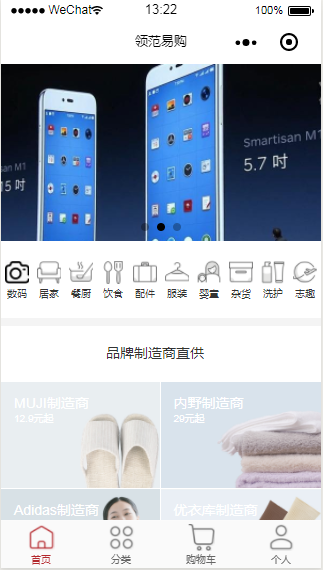 WeChat 13:22 100%
领范易购
Smartisan M1
5.7 吋
数码 居家 餐厨 饮食 配件 服装 婴童 杂货 洗护 志趣
品牌制造商直供
MUJI制造商 内野制造商
12.9元起 29元起
Adidas制造商 优衣库制造商
首页 分类 购物车 个人